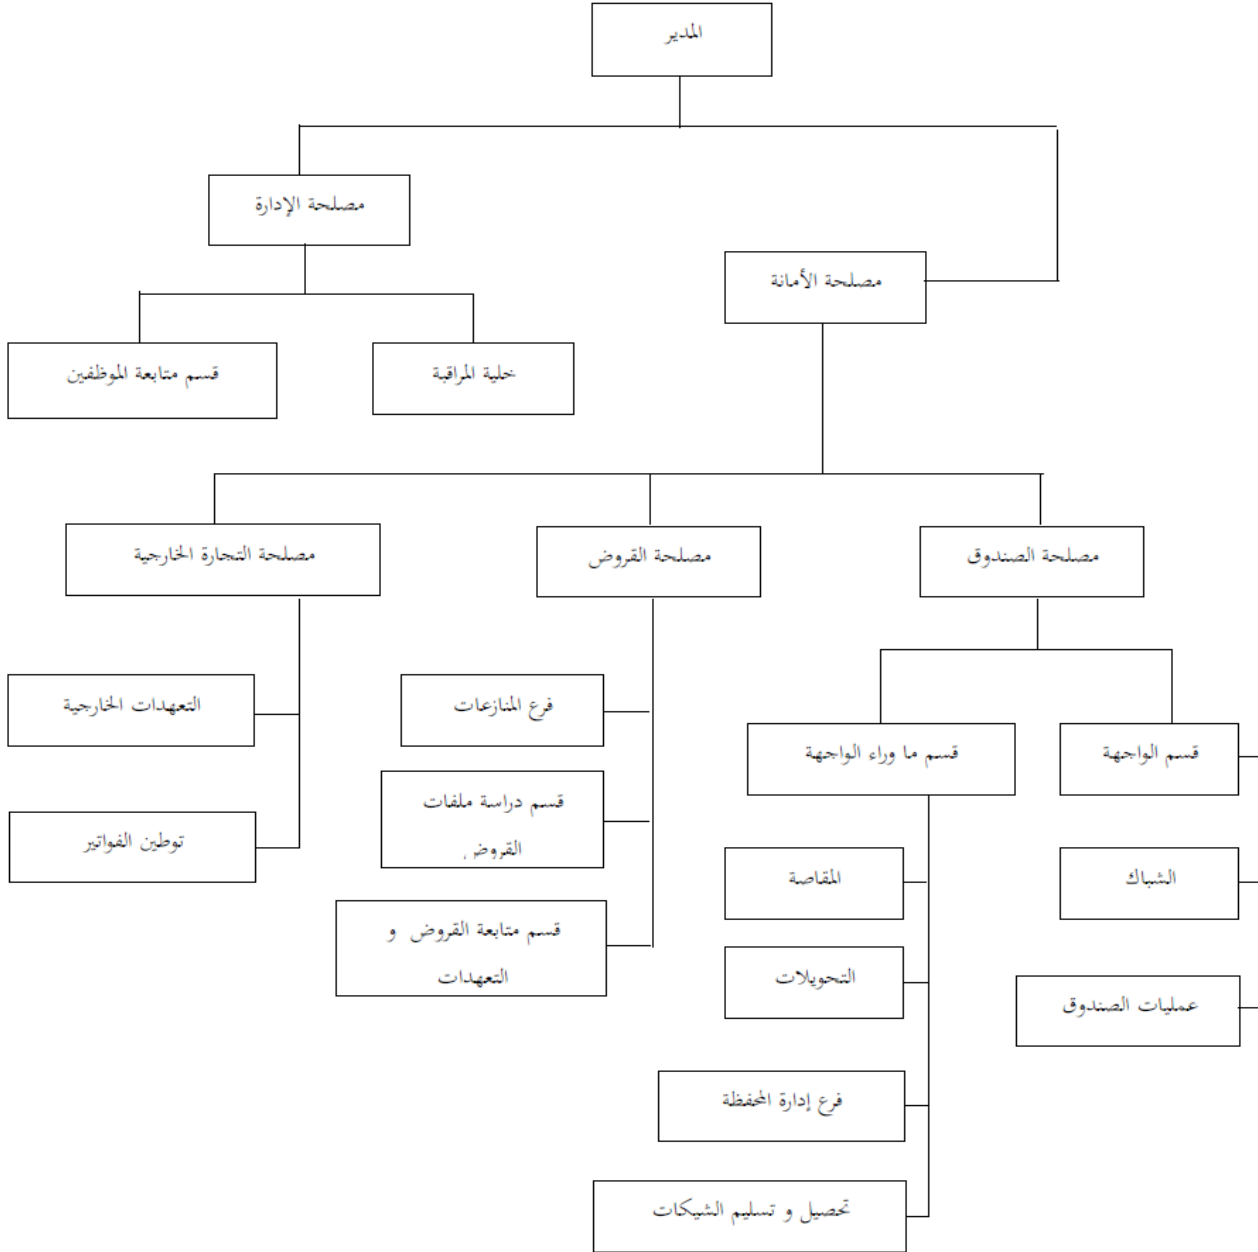 المدير
مصلحة الإدارة
مصلحة الأمانة
خلية المراقبة
قسم متابعة الموظفين
مصلحة الصندوق
مصلحة القروض
مصلحة التجارة الخارجية
قسم الواجهة
قسم ما وراء الواجهة
فرع المنازعات
التعهدات الخارجية
قسم دراسة ملفات
القروض
توطين الفواتير
الشباك
المقاصة
قسم متابعة القروض و
التعهدات
التحويلات
عمليات الصندوق
فرع إدارة المحفظة
تحصيل و تسليم الشيكات